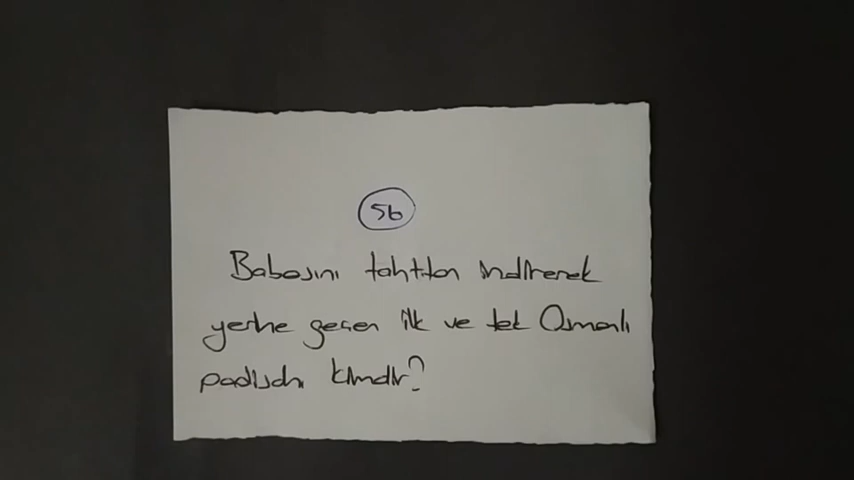 56
Babasını tahttan indirerek
yerine geçen ilk ve tek Osmanlı
padişahı kimdir?